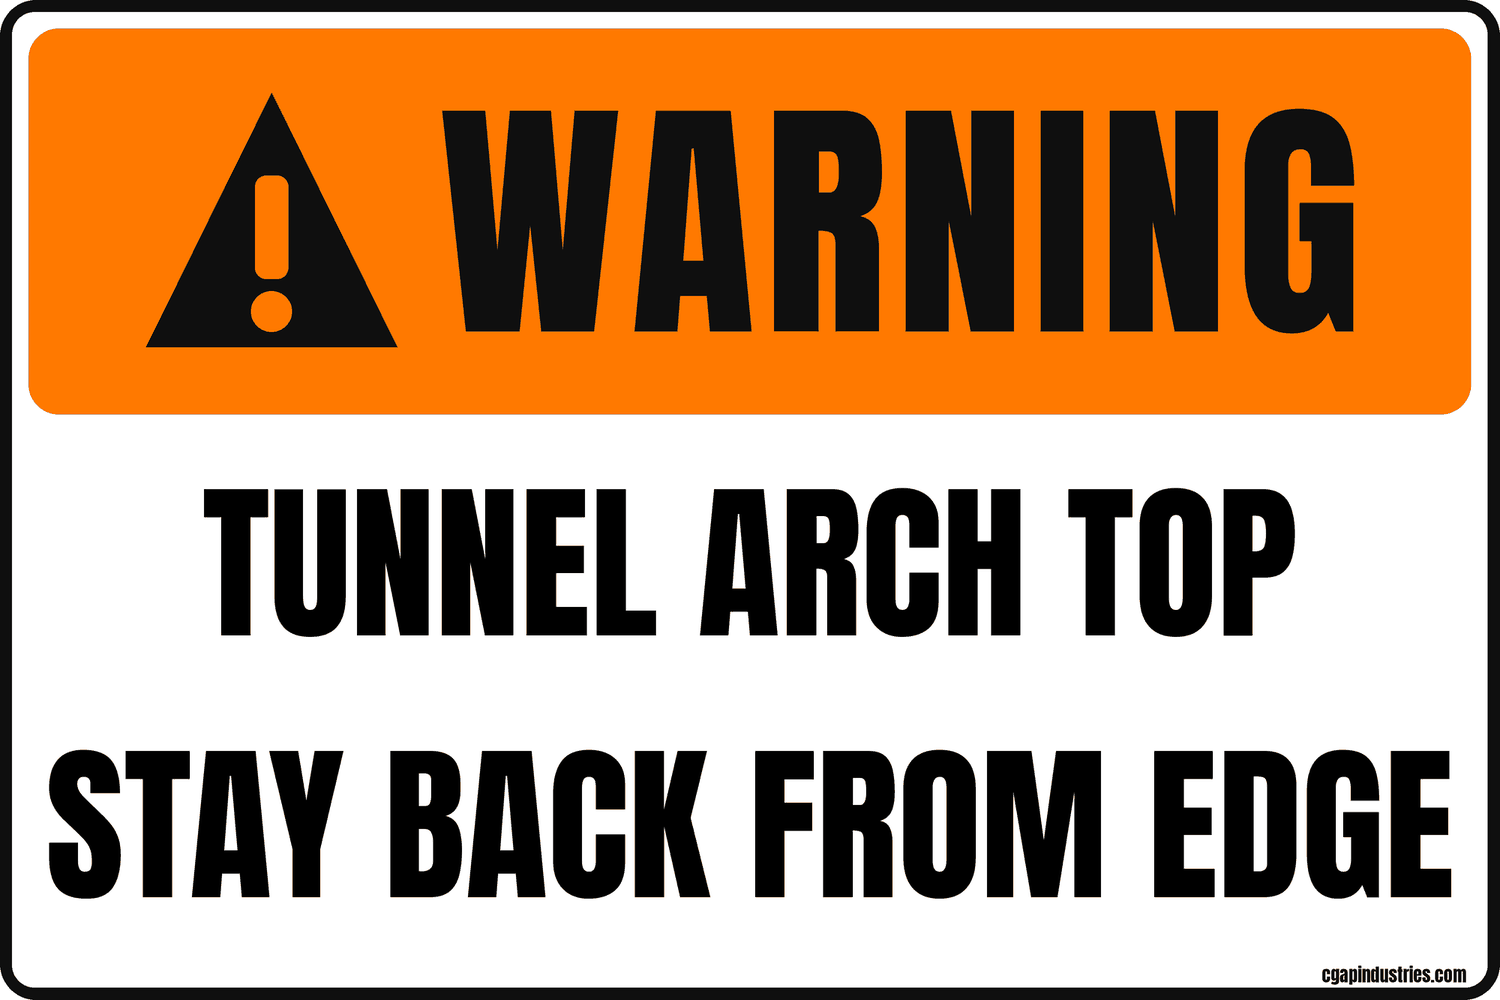 WARNING
TUNNEL ARCH TOP
STAY BACK FROM EDGE
cgapindustries.com